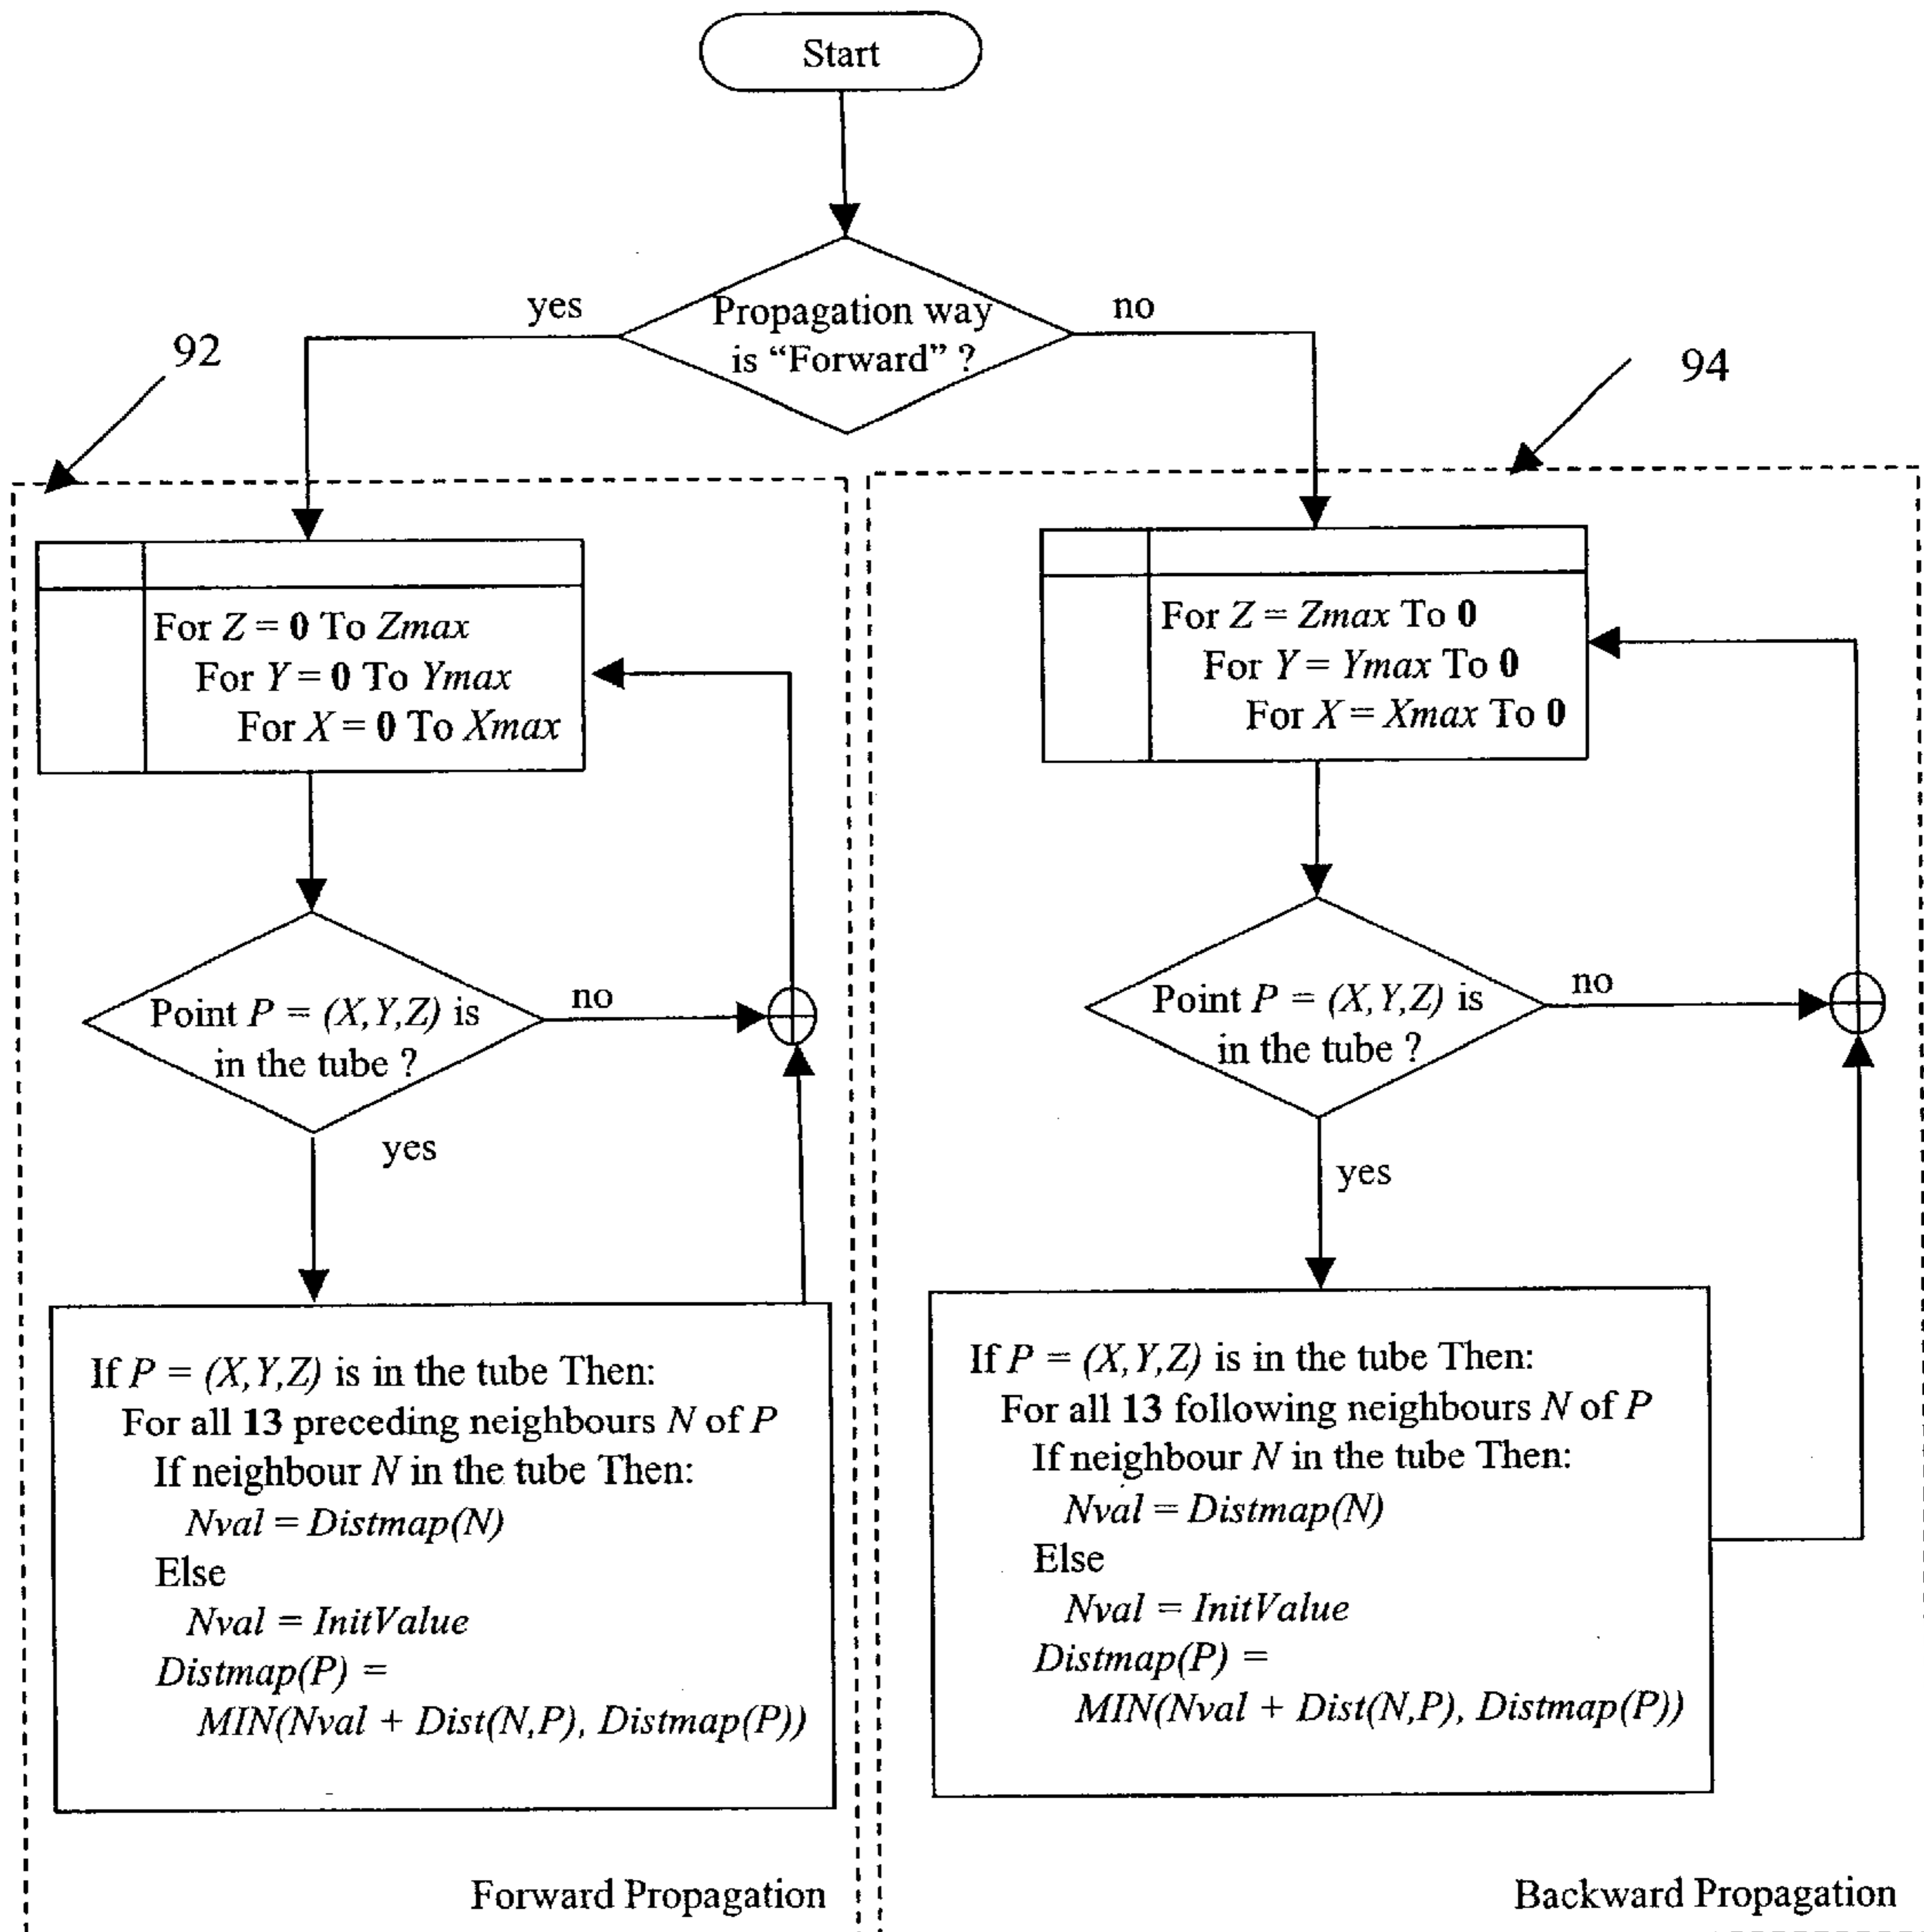 Start
Propagation way
is “Forward” ?
yes
no
92
94
For Z = 0 To Zmax
For Y = 0 To Ymax
For X = 0 To Xmax
Point P = (X,Y,Z) is
in the tube ?
no
yes
If P = (X,Y,Z) is in the tube Then:
For all 13 preceding neighbours N of P
If neighbour N in the tube Then:
Nval = Distmap(N)
Else
Nval = InitValue
Distmap(P) =
MIN(Nval + Dist(N,P), Distmap(P))
Forward Propagation
For Z = Zmax To 0
For Y = Ymax To 0
For X = Xmax To 0
Point P = (X,Y,Z) is
in the tube ?
no
yes
If P = (X,Y,Z) is in the tube Then:
For all 13 following neighbours N of P
If neighbour N in the tube Then:
Nval = Distmap(N)
Else
Nval = InitValue
Distmap(P) =
MIN(Nval + Dist(N,P), Distmap(P))
Backward Propagation